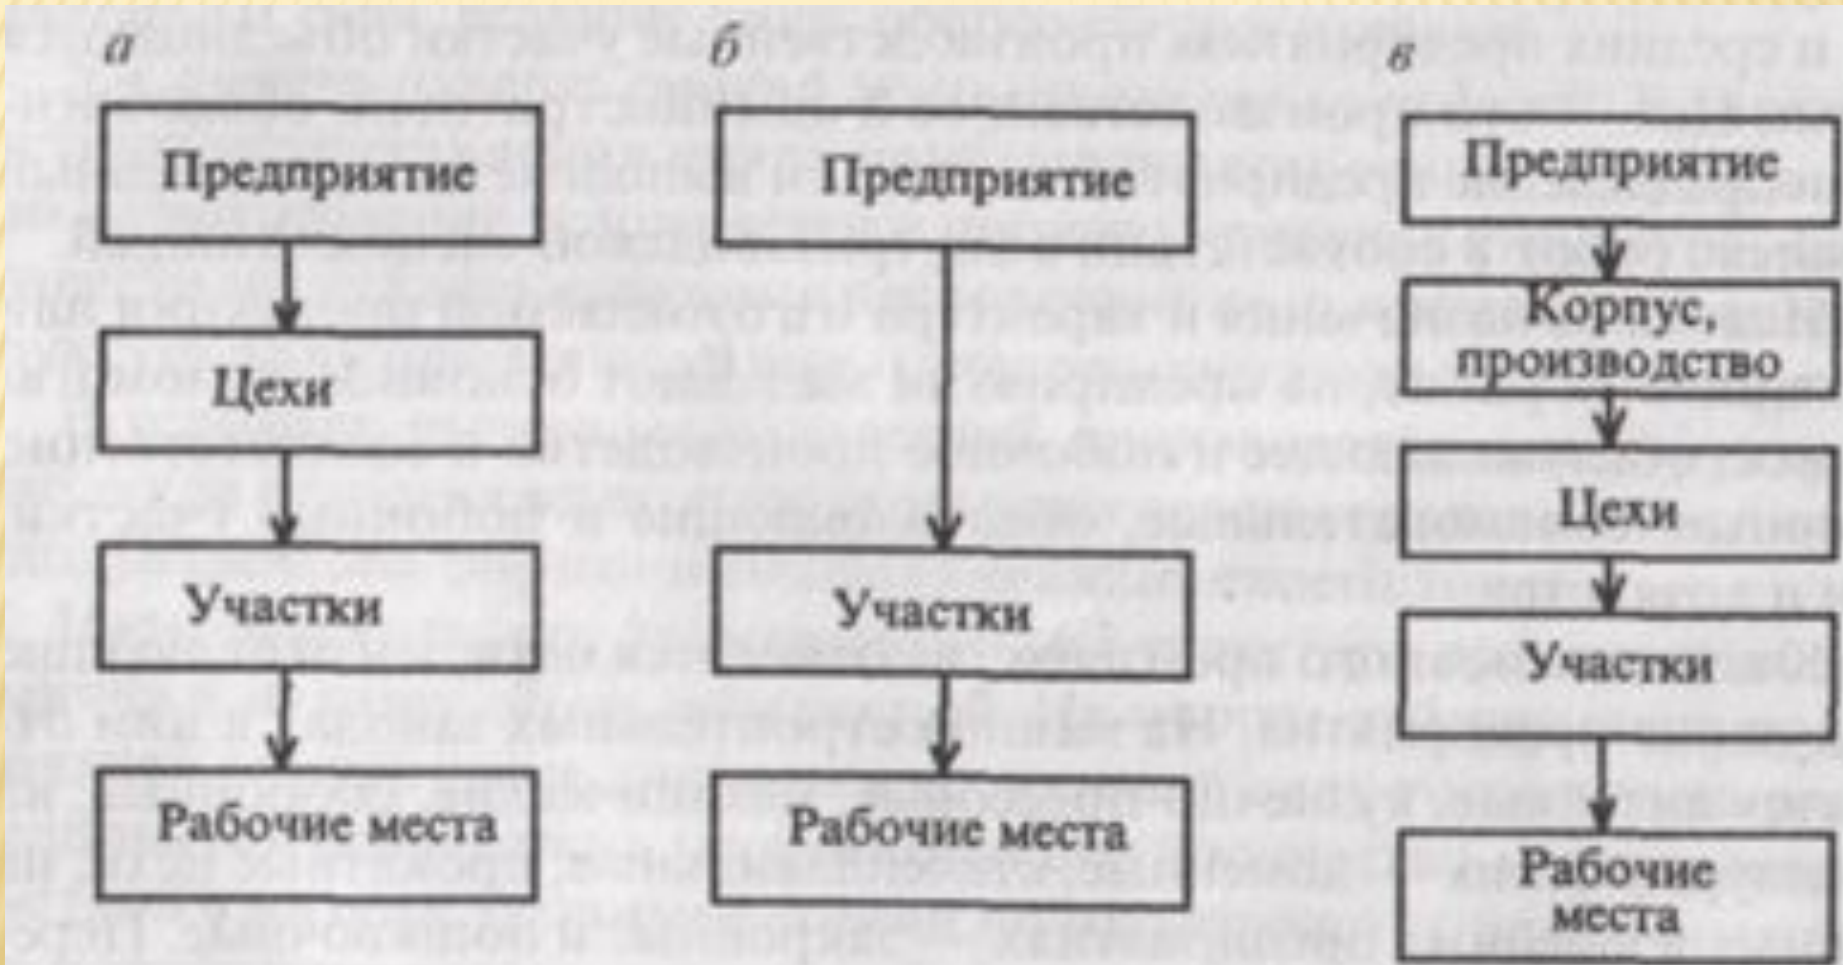 а
Предприятие
Цехи
Участки
Рабочие места
б
Предприятие
Участки
Рабочие места
в
Предприятие
Корпус,
производство
Цехи
Участки
Рабочие
места